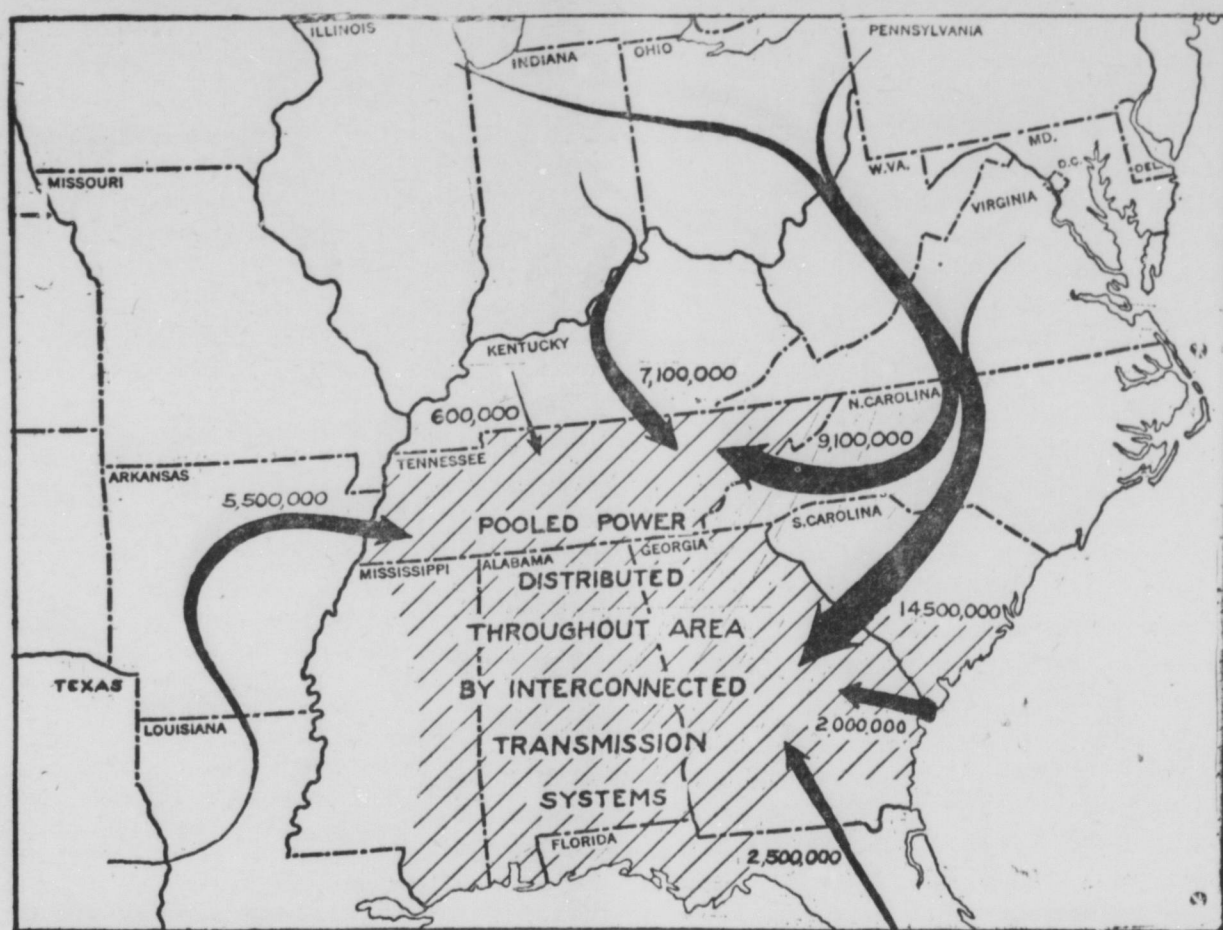 ILLINOIS
INDIANA
OHIO
PENNSYLVANIA
MISSOURI
W.VA.
MD.
D.C.
DEL.
VIRGINIA
KENTUCKY
7,100,000
600,000
N.CAROLINA
9,100,000
TENNESSEE
ARKANSAS
5,500,000
S.CAROLINA
POOLED POWER
GEORGIA
MISSISSIPPI
ALABAMA
DISTRIBUTED
14,500,000
THROUGHOUT AREA
TEXAS
BY INTERCONNECTED
2,000,000
LOUISIANA
TRANSMISSION
SYSTEMS
FLORIDA
2,500,000